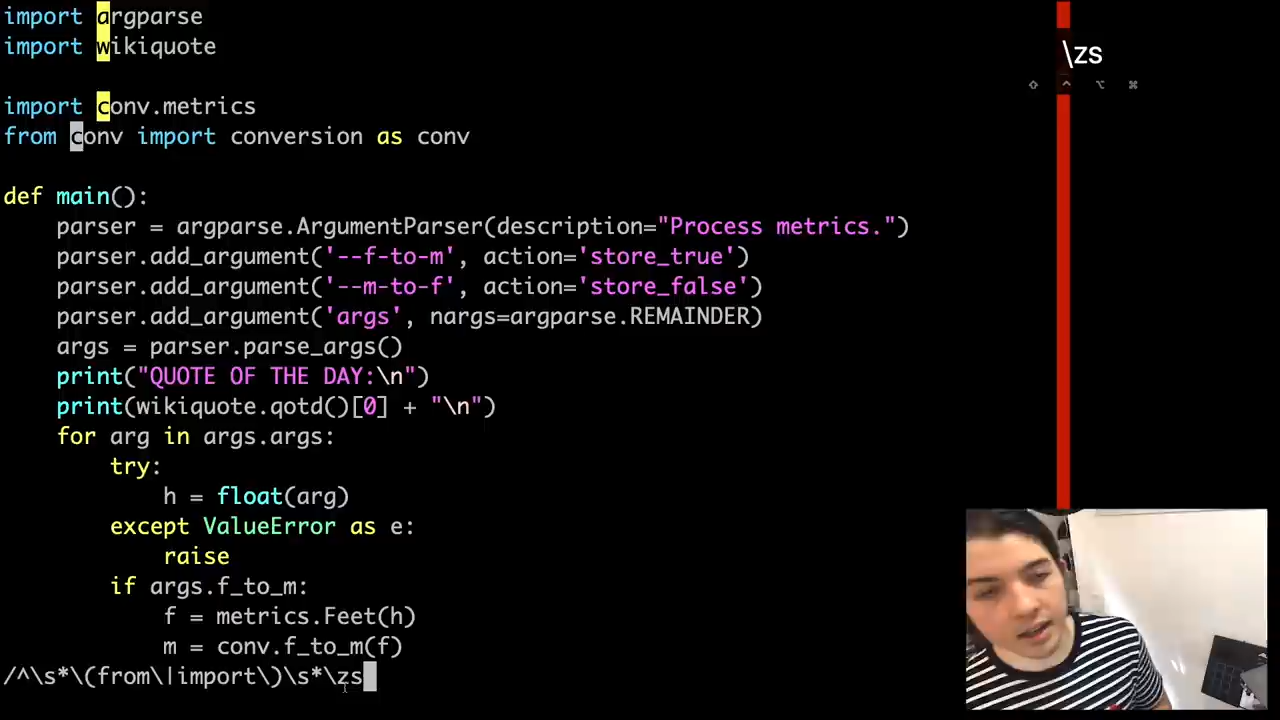 import argparse
import wikiquote
import conv.metrics
from conv import conversion as conv
def main():
    parser = argparse.ArgumentParser(description="Process metrics.")
    parser.add_argument('--f-to-m', action='store_true')
    parser.add_argument('--m-to-f', action='store_false')
    parser.add_argument('args', nargs=argparse.REMAINDER)
    args = parser.parse_args()
    print("QUOTE OF THE DAY:\n")
    print(wikiquote.qotd()[0] + "\n")
    for arg in args.args:
        try:
            h = float(arg)
        except ValueError as e:
            raise
        if args.f_to_m:
            f = metrics.Feet(h)
            m = conv.f_to_m(f)
/^\s*\(from\|import\)\s*\zs
\zs
⇧ ^ ⌥ ⌘